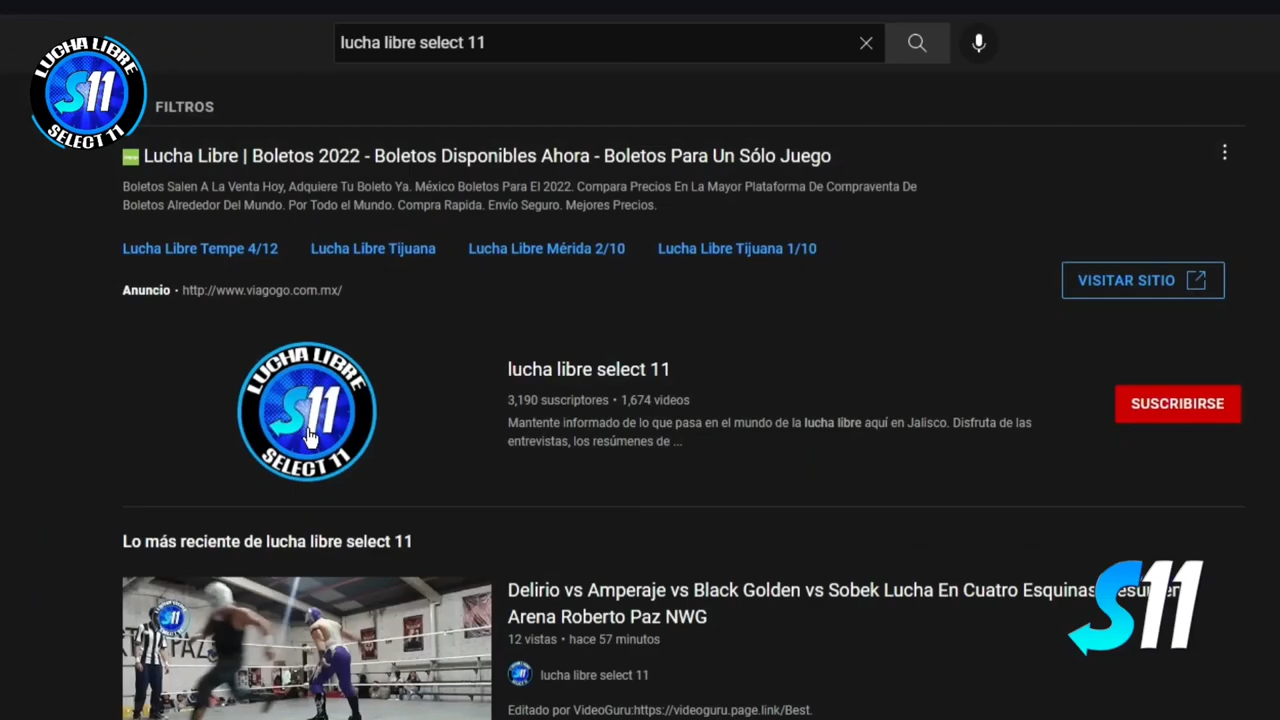 lucha libre select 11
LUCHA LIBRE
S11
SELECT 11
FILTROS
Lucha Libre | Boletos 2022 - Boletos Disponibles Ahora - Boletos Para Un Sólo Juego
Boletos Salen A La Venta Hoy, Adquiere Tu Boleto Ya. México Boletos Para El 2022. Compara Precios En La Mayor Plataforma De Compraventa De
Boletos Alrededor Del Mundo. Por Todo el Mundo. Compra Rapida. Envío Seguro. Mejores Precios.
Lucha Libre Tempe 4/12 Lucha Libre Tijuana Lucha Libre Mérida 2/10 Lucha Libre Tijuana 1/10
VISITAR SITIO
Anuncio · http://www.viagogo.com.mx/
LUCHA LIBRE
S11
SELECT 11
lucha libre select 11
3,190 suscriptores • 1,674 videos
SUSCRIBIRSE
Mantente informado de lo que pasa en el mundo de la lucha libre aquí en Jalisco. Disfruta de las
entrevistas, los resúmenes de ...
Lo más reciente de lucha libre select 11
Delirio vs Amperaje vs Black Golden vs Sobek Lucha En Cuatro Esquinas
Arena Roberto Paz NWG
S11
12 vistas • hace 57 minutos
S11
lucha libre select 11
Editado por VideoGuru:https://videoguru.page.link/Best.